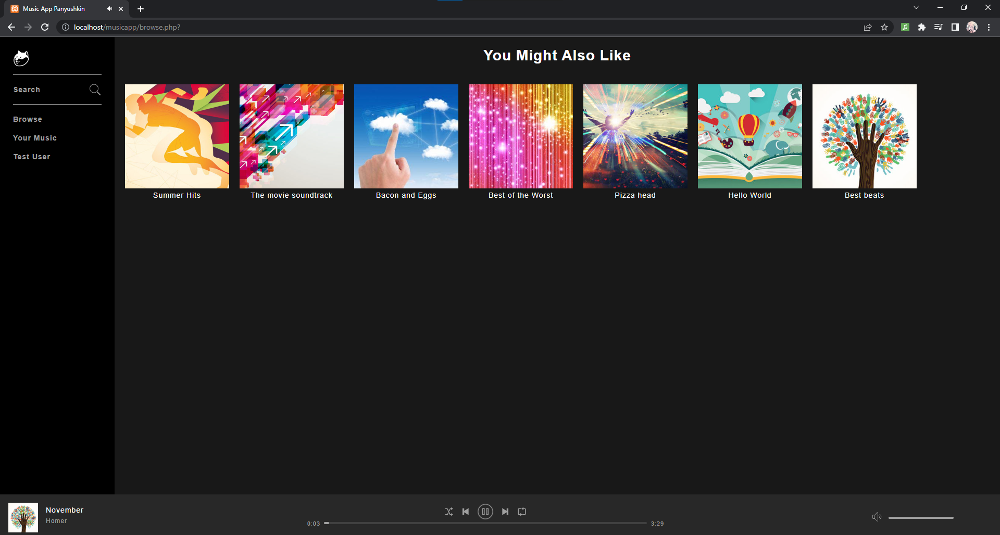 Music App Panyushkin
localhost/musicapp/browse.php?
You Might Also Like
Search
Browse
Your Music
Test User
Summer Hits
The movie soundtrack
Bacon and Eggs
Best of the Worst
Pizza head
Hello World
Best beats
November
Homer
0:03
3:29